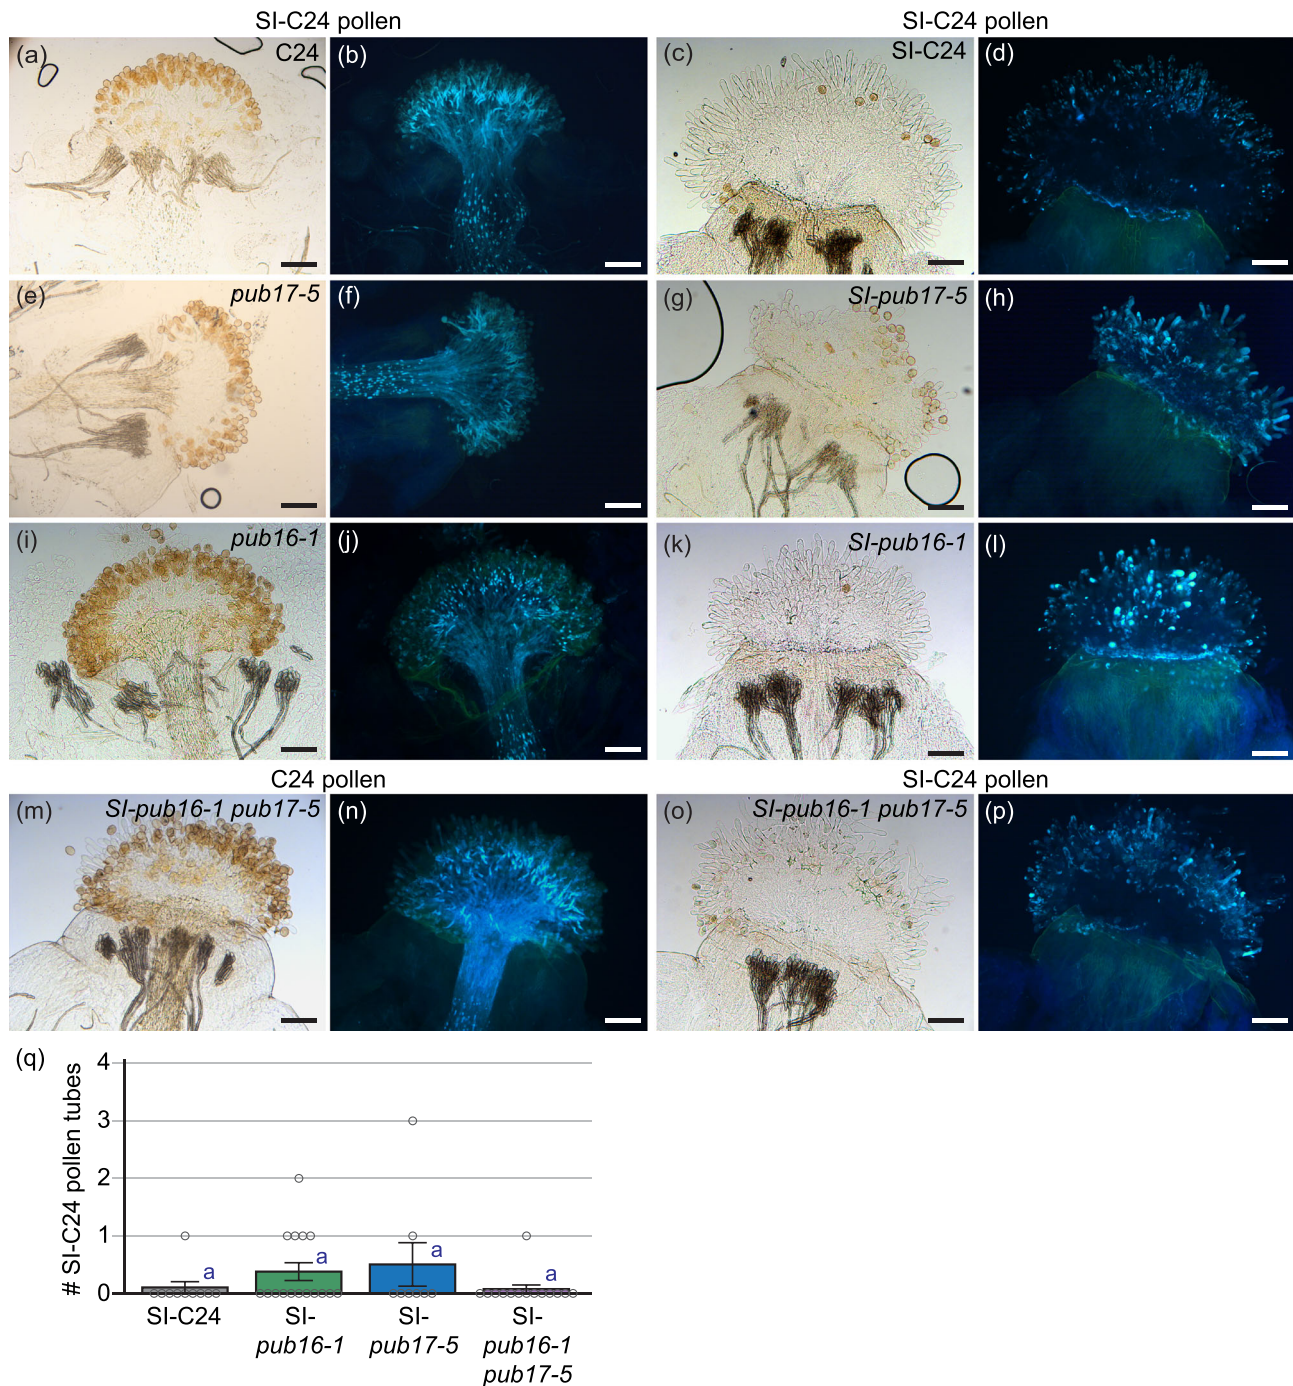 SI-C24 pollen
SI-C24 pollen
(a) C24
(b)
(c) SI-C24
(d)
(e) pub17-5
(f)
(g) SI-pub17-5
(h)
(i) pub16-1
(j)
(k) SI-pub16-1
(l)
C24 pollen
SI-C24 pollen
(m) SI-pub16-1 pub17-5
(n)
(o) SI-pub16-1 pub17-5
(p)
(q)
# SI-C24 pollen tubes
4
3
2
1
0
a
a
a
a
SI-C24
SI-
pub16-1
SI-
pub17-5
SI-
pub16-1
pub17-5